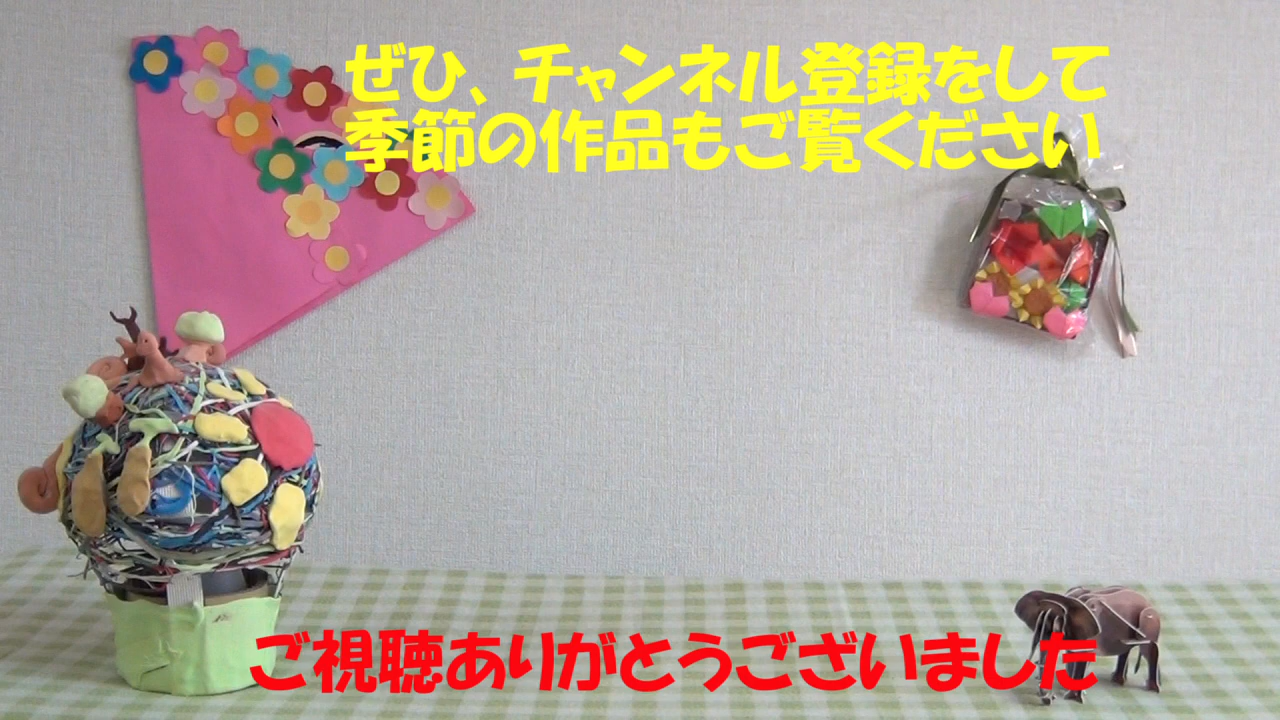 ぜひ、チャンネル登録をして
季節の作品もご覧ください
ご視聴ありがとうございました